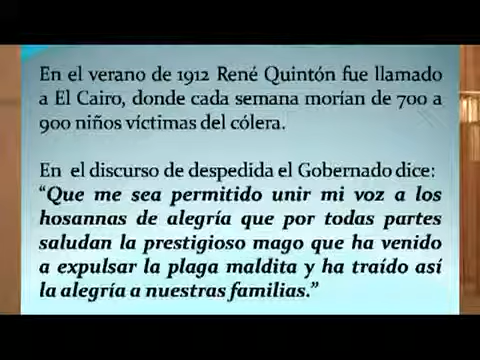 En el verano de 1912 René Quintón fue llamado
a El Cairo, donde cada semana morían de 700 a
900 niños víctimas del cólera.
En el discurso de despedida el Gobernado dice:
“Que me sea permitido unir mi voz a los
hosannas de alegría que por todas partes
saludan la prestigioso mago que ha venido
a expulsar la plaga maldita y ha traído así
la alegría a nuestras familias.”